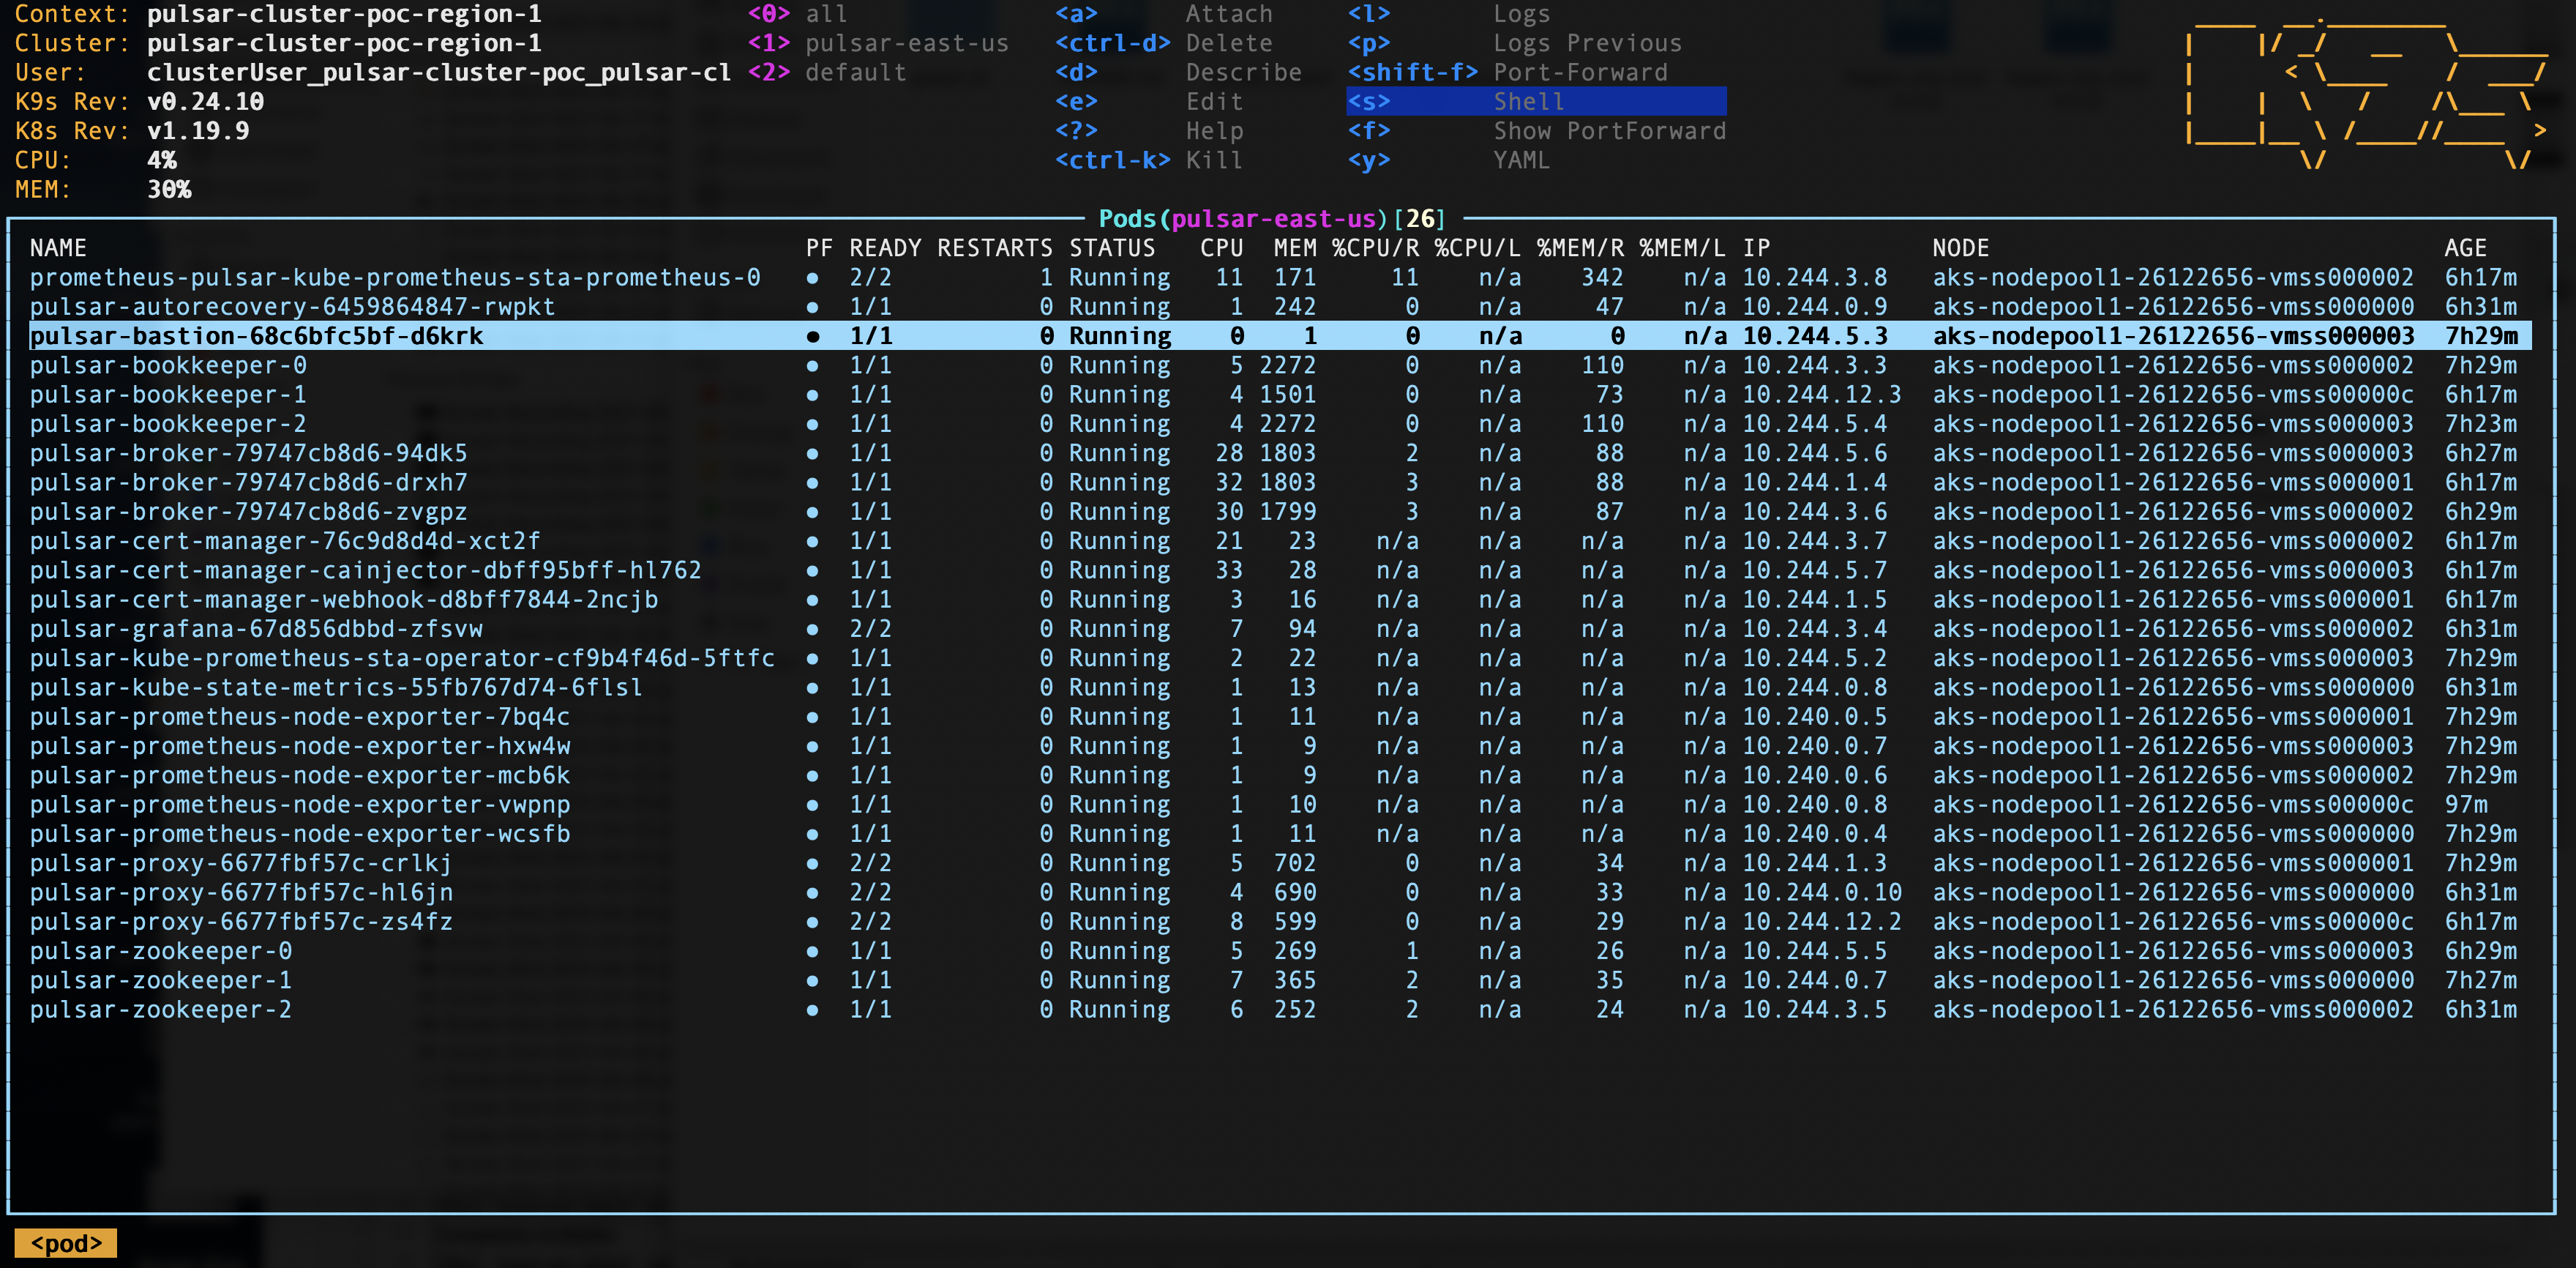 Context: pulsar-cluster-poc-region-1 <0> all <a> Attach <l> Logs
Cluster: pulsar-cluster-poc-region-1 <1> pulsar-east-us <ctrl-d> Delete <p> Logs Previous
User: clusterUser_pulsar-cluster-poc_pulsar-cl <2> default <d> Describe <shift-f> Port-Forward
K9s Rev: v0.24.10 <e> Edit <s> Shell
K8s Rev: v1.19.9 <?> Help <f> Show PortForward
CPU: 4% <ctrl-k> Kill <y> YAML
MEM: 30%
Pods(pulsar-east-us)[26]
NAME PF READY RESTARTS STATUS CPU MEM %CPU/R %CPU/L %MEM/R %MEM/L IP NODE AGE
prometheus-pulsar-kube-prometheus-sta-prometheus-0 ● 2/2 1 Running 11 171 11 n/a 342 n/a 10.244.3.8 aks-nodepool1-26122656-vmss000002 6h17m
pulsar-autorecovery-6459864847-rwpkt ● 1/1 0 Running 1 242 0 n/a 47 n/a 10.244.0.9 aks-nodepool1-26122656-vmss000000 6h31m
pulsar-bastion-68c6bfc5bf-d6krk ● 1/1 0 Running 0 1 0 n/a 0 n/a 10.244.5.3 aks-nodepool1-26122656-vmss000003 7h29m
pulsar-bookkeeper-0 ● 1/1 0 Running 5 2272 0 n/a 110 n/a 10.244.3.3 aks-nodepool1-26122656-vmss000002 7h29m
pulsar-bookkeeper-1 ● 1/1 0 Running 4 1501 0 n/a 73 n/a 10.244.12.3 aks-nodepool1-26122656-vmss00000c 6h17m
pulsar-bookkeeper-2 ● 1/1 0 Running 4 2272 0 n/a 110 n/a 10.244.5.4 aks-nodepool1-26122656-vmss000003 7h23m
pulsar-broker-79747cb8d6-94dk5 ● 1/1 0 Running 28 1803 2 n/a 88 n/a 10.244.5.6 aks-nodepool1-26122656-vmss000003 6h27m
pulsar-broker-79747cb8d6-drxh7 ● 1/1 0 Running 32 1803 3 n/a 88 n/a 10.244.1.4 aks-nodepool1-26122656-vmss000001 6h17m
pulsar-broker-79747cb8d6-zvgpz ● 1/1 0 Running 30 1799 3 n/a 87 n/a 10.244.3.6 aks-nodepool1-26122656-vmss000002 6h29m
pulsar-cert-manager-76c9d8d4d-xct2f ● 1/1 0 Running 21 23 n/a n/a n/a n/a 10.244.3.7 aks-nodepool1-26122656-vmss000002 6h17m
pulsar-cert-manager-cainjector-dbff95bff-hl762 ● 1/1 0 Running 33 28 n/a n/a n/a n/a 10.244.5.7 aks-nodepool1-26122656-vmss000003 6h17m
pulsar-cert-manager-webhook-d8bff7844-2ncjb ● 1/1 0 Running 3 16 n/a n/a n/a n/a 10.244.1.5 aks-nodepool1-26122656-vmss000001 6h17m
pulsar-grafana-67d856dbbd-zfsvw ● 2/2 0 Running 7 94 n/a n/a n/a n/a 10.244.3.4 aks-nodepool1-26122656-vmss000002 6h31m
pulsar-kube-prometheus-sta-operator-cf9b4f46d-5ftfc ● 1/1 0 Running 2 22 n/a n/a n/a n/a 10.244.5.2 aks-nodepool1-26122656-vmss000003 7h29m
pulsar-kube-state-metrics-55fb767d74-6flsl ● 1/1 0 Running 1 13 n/a n/a n/a n/a 10.244.0.8 aks-nodepool1-26122656-vmss000000 6h31m
pulsar-prometheus-node-exporter-7bq4c ● 1/1 0 Running 1 11 n/a n/a n/a n/a 10.240.0.5 aks-nodepool1-26122656-vmss000001 7h29m
pulsar-prometheus-node-exporter-hxw4w ● 1/1 0 Running 1 9 n/a n/a n/a n/a 10.240.0.7 aks-nodepool1-26122656-vmss000003 7h29m
pulsar-prometheus-node-exporter-mcb6k ● 1/1 0 Running 1 9 n/a n/a n/a n/a 10.240.0.6 aks-nodepool1-26122656-vmss000002 7h29m
pulsar-prometheus-node-exporter-vwpnp ● 1/1 0 Running 1 10 n/a n/a n/a n/a 10.240.0.8 aks-nodepool1-26122656-vmss00000c 97m
pulsar-prometheus-node-exporter-wcsfb ● 1/1 0 Running 1 11 n/a n/a n/a n/a 10.240.0.4 aks-nodepool1-26122656-vmss000000 7h29m
pulsar-proxy-6677fbf57c-crlkj ● 2/2 0 Running 5 702 0 n/a 34 n/a 10.244.1.3 aks-nodepool1-26122656-vmss000001 7h29m
pulsar-proxy-6677fbf57c-hl6jn ● 2/2 0 Running 4 690 0 n/a 33 n/a 10.244.0.10 aks-nodepool1-26122656-vmss000000 6h31m
pulsar-proxy-6677fbf57c-zs4fz ● 2/2 0 Running 8 599 0 n/a 29 n/a 10.244.12.2 aks-nodepool1-26122656-vmss00000c 6h17m
pulsar-zookeeper-0 ● 1/1 0 Running 5 269 1 n/a 26 n/a 10.244.5.5 aks-nodepool1-26122656-vmss000003 6h29m
pulsar-zookeeper-1 ● 1/1 0 Running 7 365 2 n/a 35 n/a 10.244.0.7 aks-nodepool1-26122656-vmss000000 7h27m
pulsar-zookeeper-2 ● 1/1 0 Running 6 252 2 n/a 24 n/a 10.244.3.5 aks-nodepool1-26122656-vmss000002 6h31m
<pod>